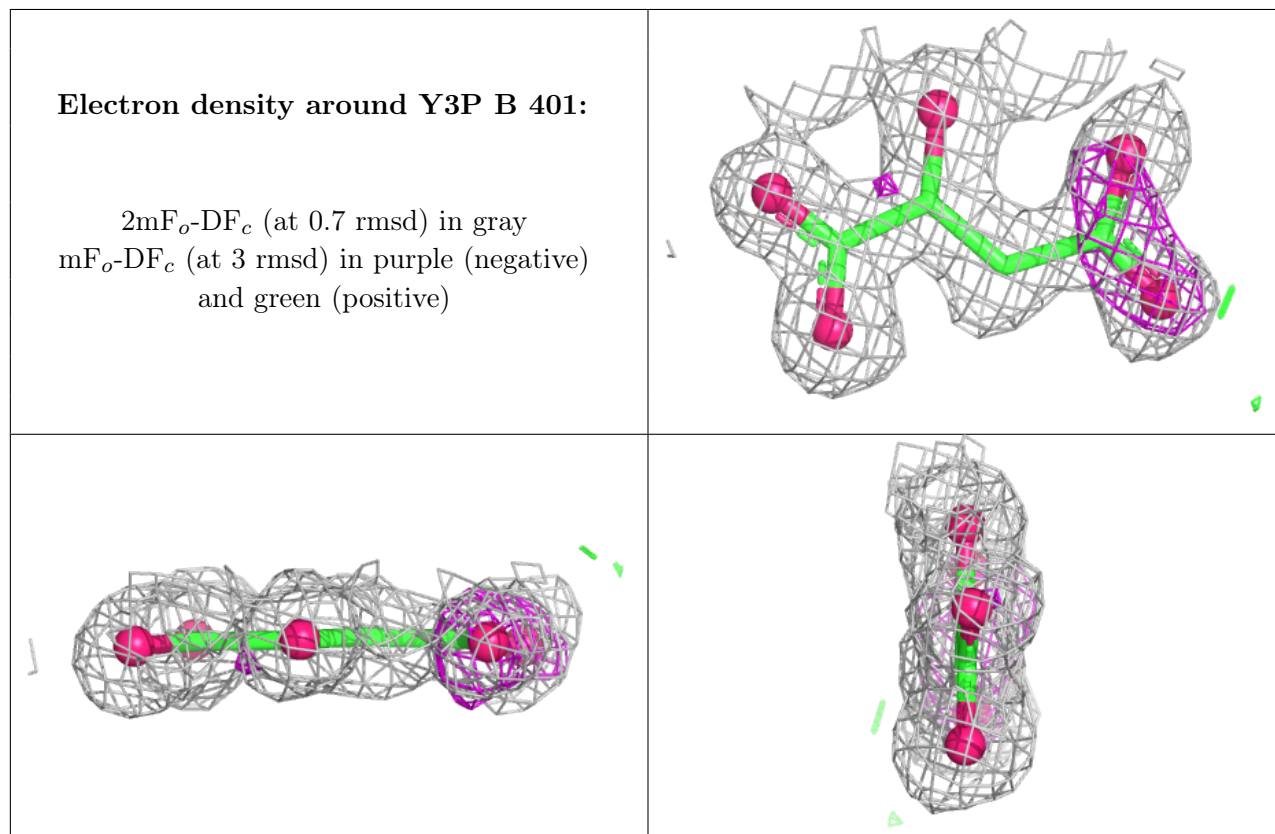 Electron density around Y3P B 401:
2mFo-DFc (at 0.7 rmsd) in gray
mFo-DFc (at 3 rmsd) in purple (negative)
and green (positive)